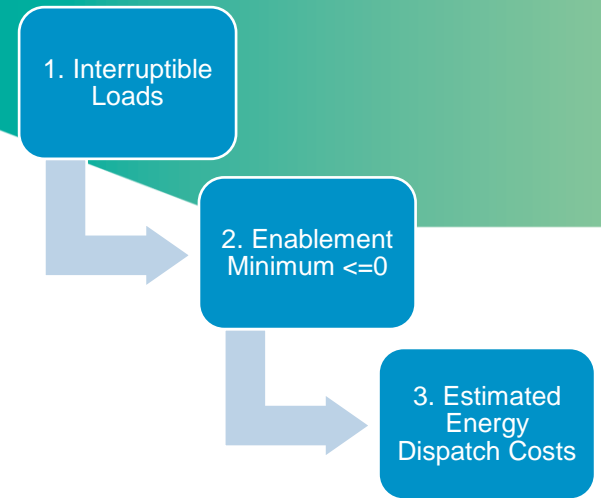 1. Interruptible
Loads
2. Enablement
Minimum <=0
3. Estimated
Energy
Dispatch Costs